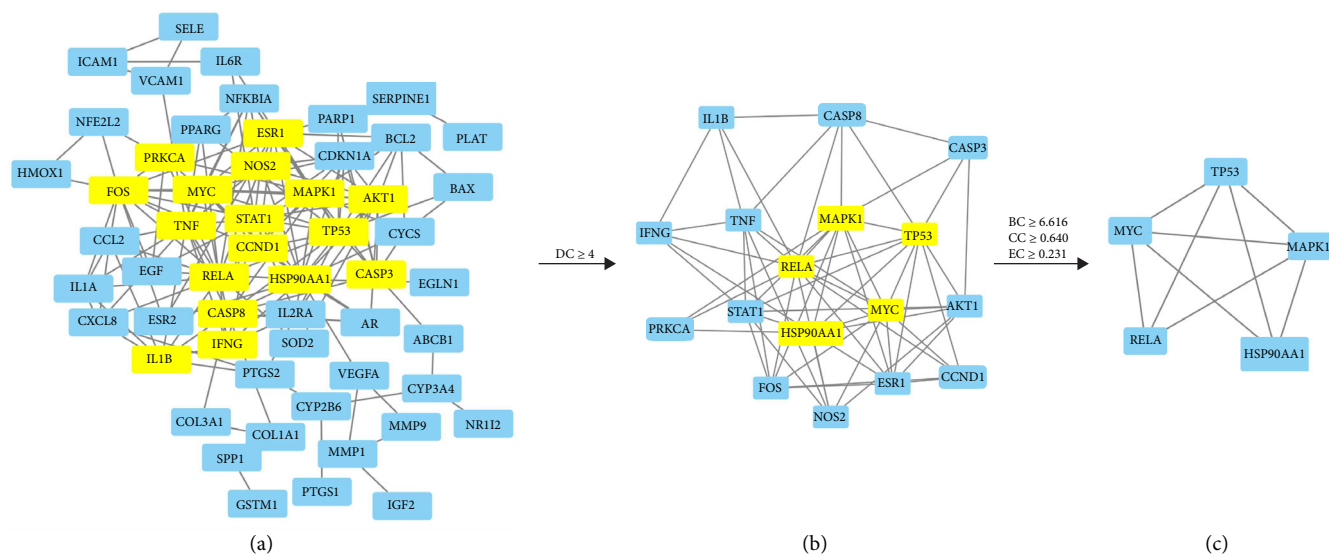 SELE
ICAM1
IL6R
VCAM1
NFKBIA
SERPINE1
NFE2L2
PPARG
ESR1
PARP1
PLAT
BCL2
PRKCA
NOS2
CDKN1A
HMOX1
FOS
MYC
MAPK1
AKT1
BAX
TNF
STAT1
TP53
CYCS
CCL2
CCND1
EGF
RELA
HSP90AA1
CASP3
EGLN1
IL1A
CXCL8
ESR2
CASP8
IL2RA
AR
IL1B
IFNG
SOD2
ABCB1
PTGS2
VEGFA
CYP3A4
CYP2B6
COL3A1
COL1A1
MMP9
NR1I2
SPP1
MMP1
GSTM1
PTGS1
IGF2
(a)
DC ≥ 4
IL1B
CASP8
CASP3
IFNG
TNF
MAPK1
TP53
RELA
PRKCA
STAT1
HSP90AA1
MYC
AKT1
FOS
ESR1
CCND1
NOS2
(b)
BC ≥ 6.616
CC ≥ 0.640
EC ≥ 0.231
TP53
MYC
MAPK1
RELA
HSP90AA1
(c)